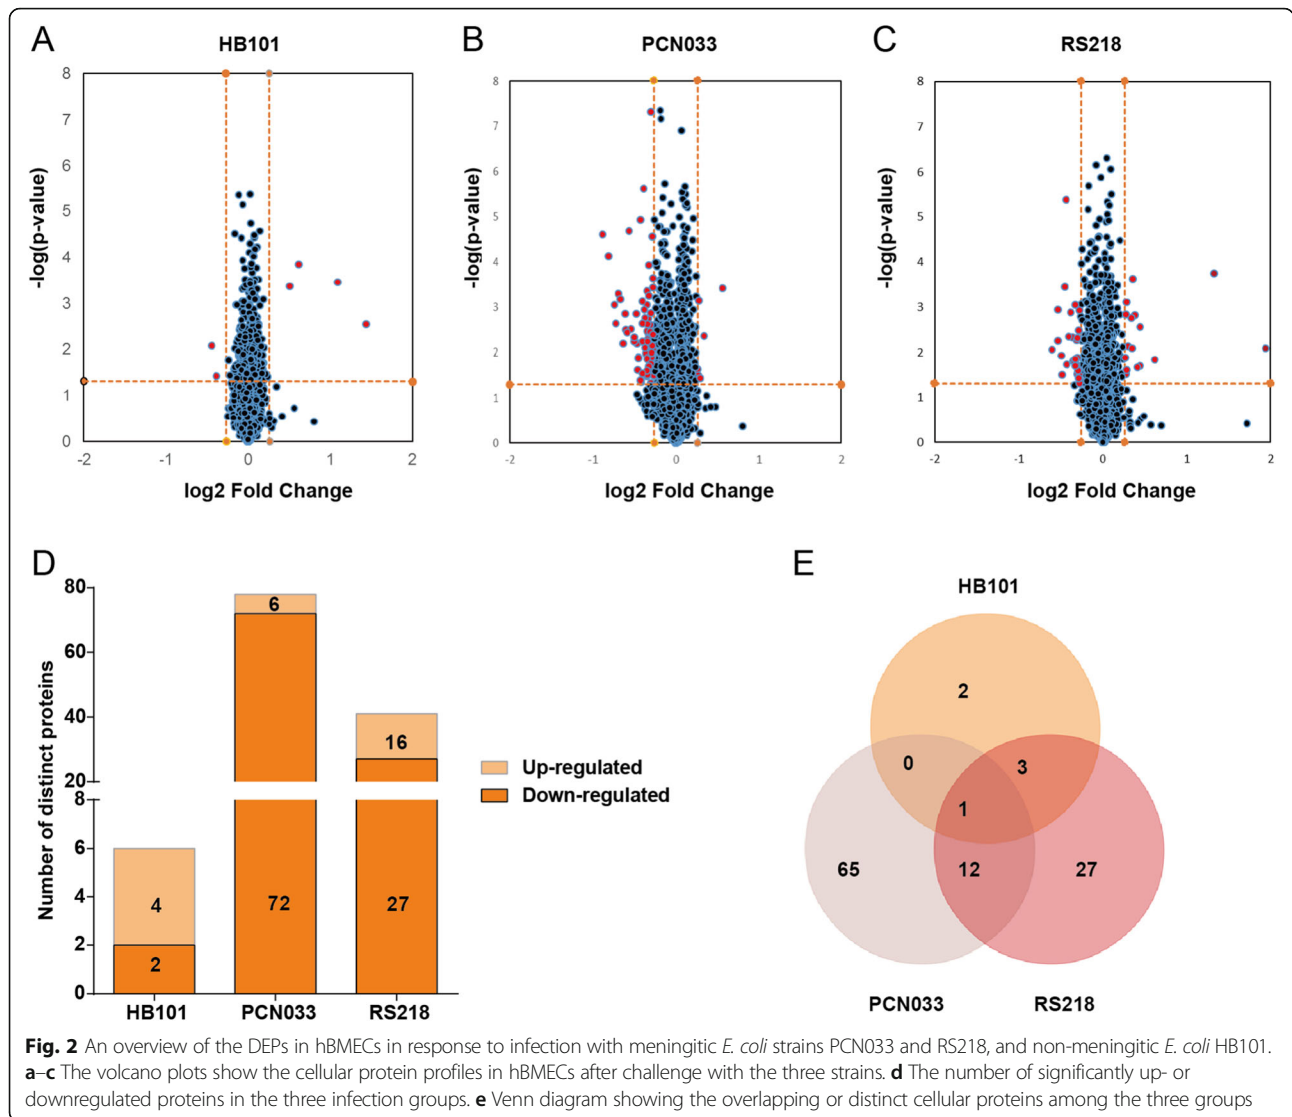 A
HB101
8
7
6
5
4
3
2
1
0
-2
-1
0
1
2
-log(p-value)
log2 Fold Change
B
PCN033
8
7
6
5
4
3
2
1
0
-2
-1
0
1
2
-log(p-value)
log2 Fold Change
C
RS218
8
7
6
5
4
3
2
1
0
-2
-1
0
1
2
-log(p-value)
log2 Fold Change
D
Number of distinct proteins
80
60
40
20
8
6
4
2
0
4
2
6
72
16
27
HB101
PCN033
RS218
Up-regulated
Down-regulated
E
HB101
2
0
3
1
65
12
27
PCN033
RS218
Fig. 2 An overview of the DEPs in hBMECs in response to infection with meningitic E. coli strains PCN033 and RS218, and non-meningitic E. coli HB101.
a–c The volcano plots show the cellular protein profiles in hBMECs after challenge with the three strains. d The number of significantly up- or
downregulated proteins in the three infection groups. e Venn diagram showing the overlapping or distinct cellular proteins among the three groups